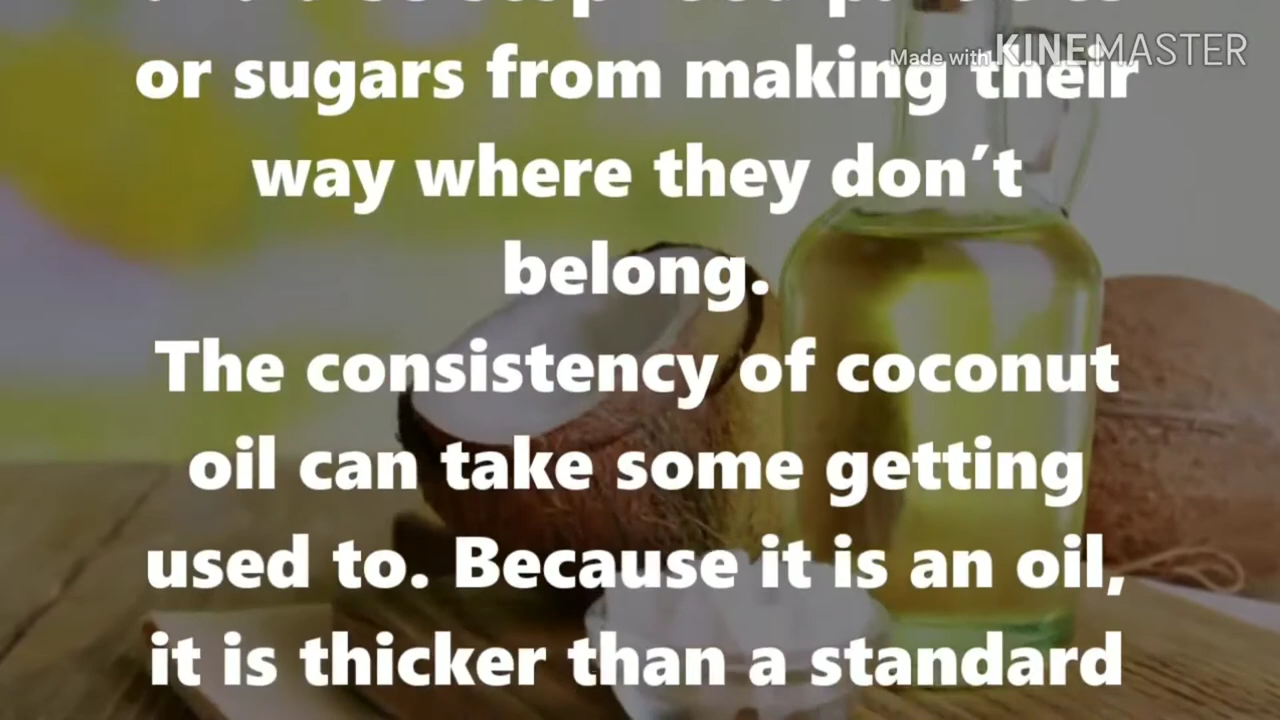 or sugars from making their
Made with KINEMASTER
way where they don’t
belong.
The consistency of coconut
oil can take some getting
used to. Because it is an oil,
it is thicker than a standard